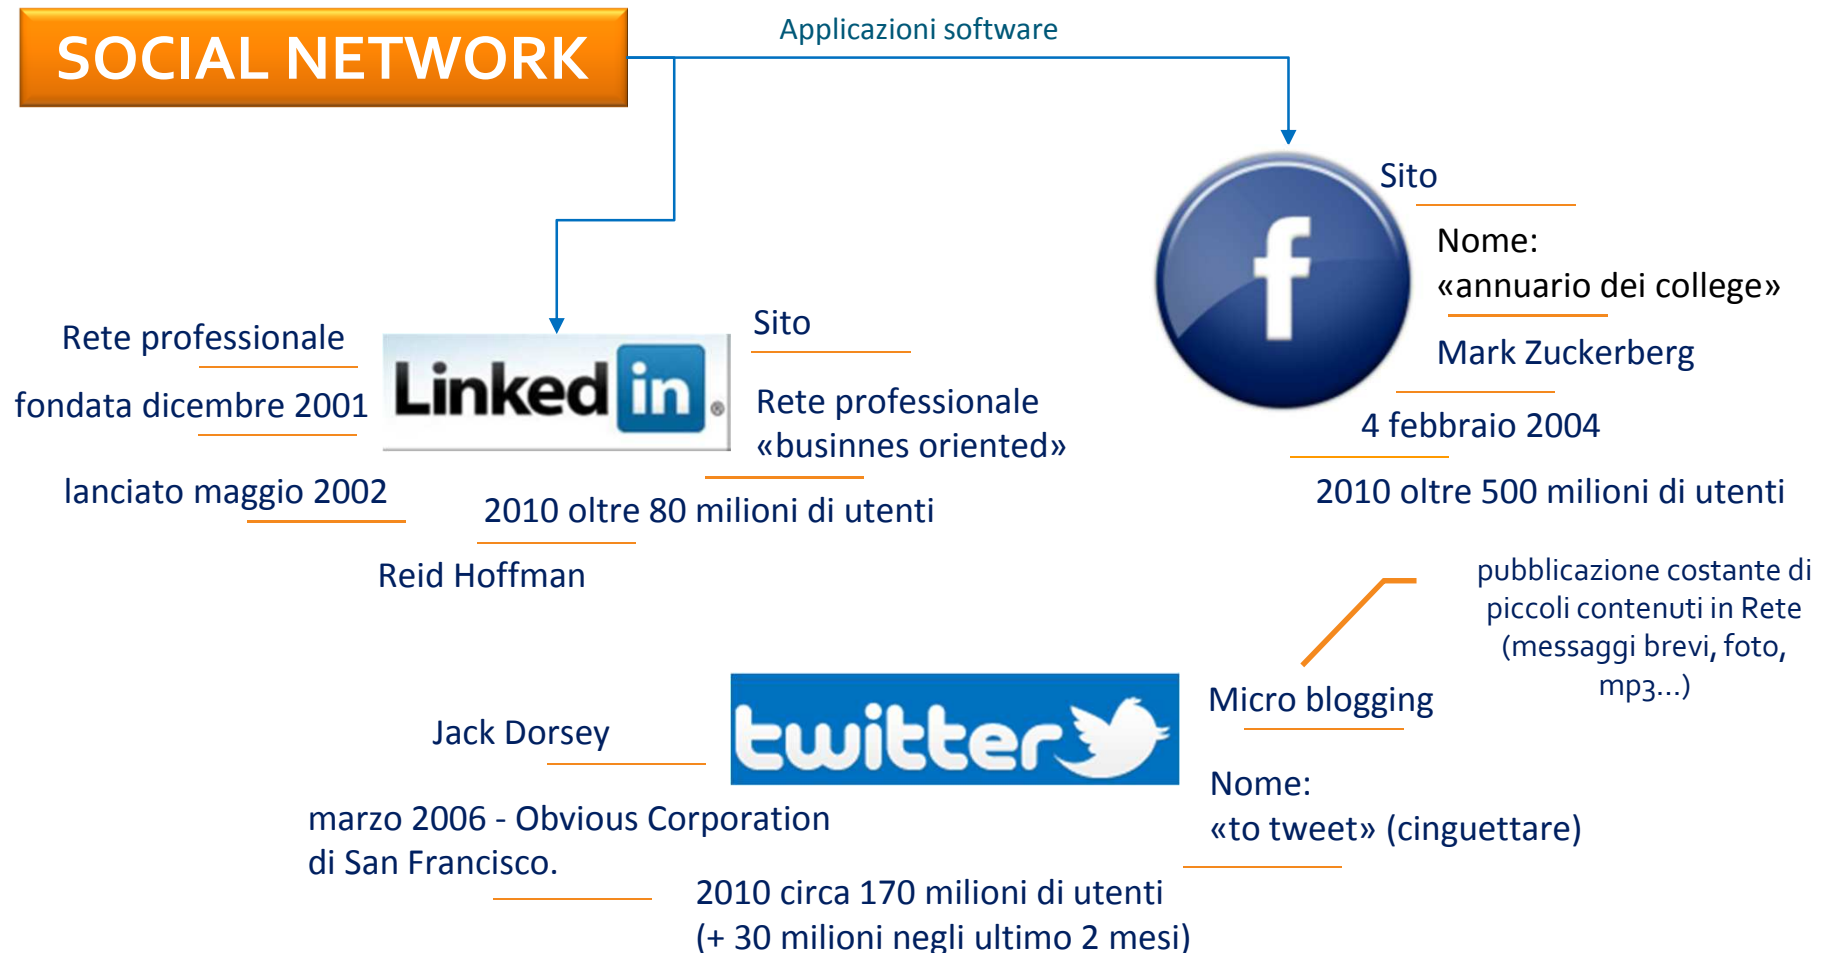 SOCIAL NETWORK
Applicazioni software
f
Sito
Nome:
«annuario dei college»
Mark Zuckerberg
4 febbraio 2004
2010 oltre 500 milioni di utenti
Rete professionale
fondata dicembre 2001
lanciato maggio 2002
Linked in ®
Sito
Rete professionale
«businnes oriented»
2010 oltre 80 milioni di utenti
Reid Hoffman
pubblicazione costante di
piccoli contenuti in Rete
(messaggi brevi, foto,
mp3...)
Micro blogging
twitter
Jack Dorsey
Nome:
«to tweet» (cinguettare)
marzo 2006 - Obvious Corporation
di San Francisco.
2010 circa 170 milioni di utenti
(+ 30 milioni negli ultimo 2 mesi)